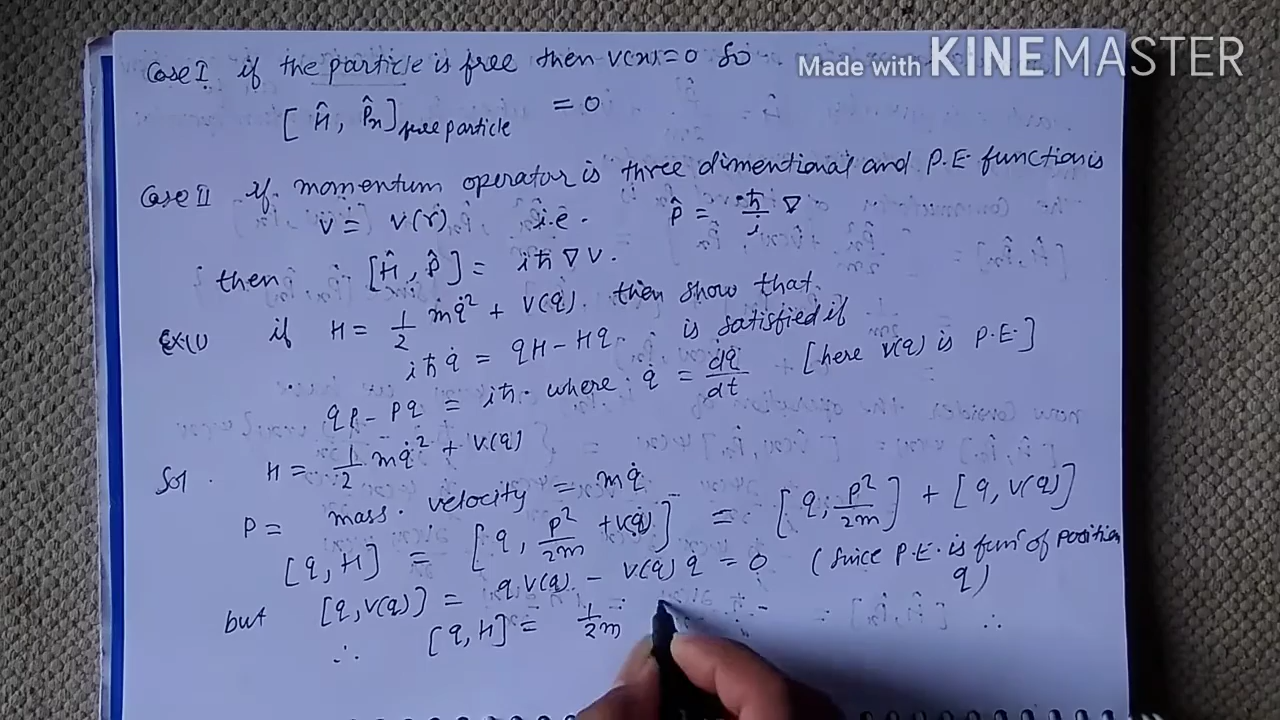 Made with KINEMASTER
Case I if the particle is free then V(x)=0 So
[Ĥ, P̂x]free particle = 0
Case II if momentum operator is three dimentional and P.E. function is
V = V(r) i.e. P̂ = ħ/i ∇
then [Ĥ, P̂] = iħ∇V.
Ex(1) if H = 1/2 mq̇² + V(q). then show that
iħq̇ = qH - Hq. is satisfied if
qP - Pq = iħ. where q̇ = dq/dt [here V(q) is P.E.]
Sol. H = 1/2 mq̇² + V(q)
P = mass. velocity = mq̇
[q, H] = [q, P²/2m + V(q)] = [q, P²/2m] + [q, V(q)]
but [q, V(q)] = q V(q) - V(q) q = 0 (Since P.E. is funⁿ of position q)
∴ [q, H] = 1/2m